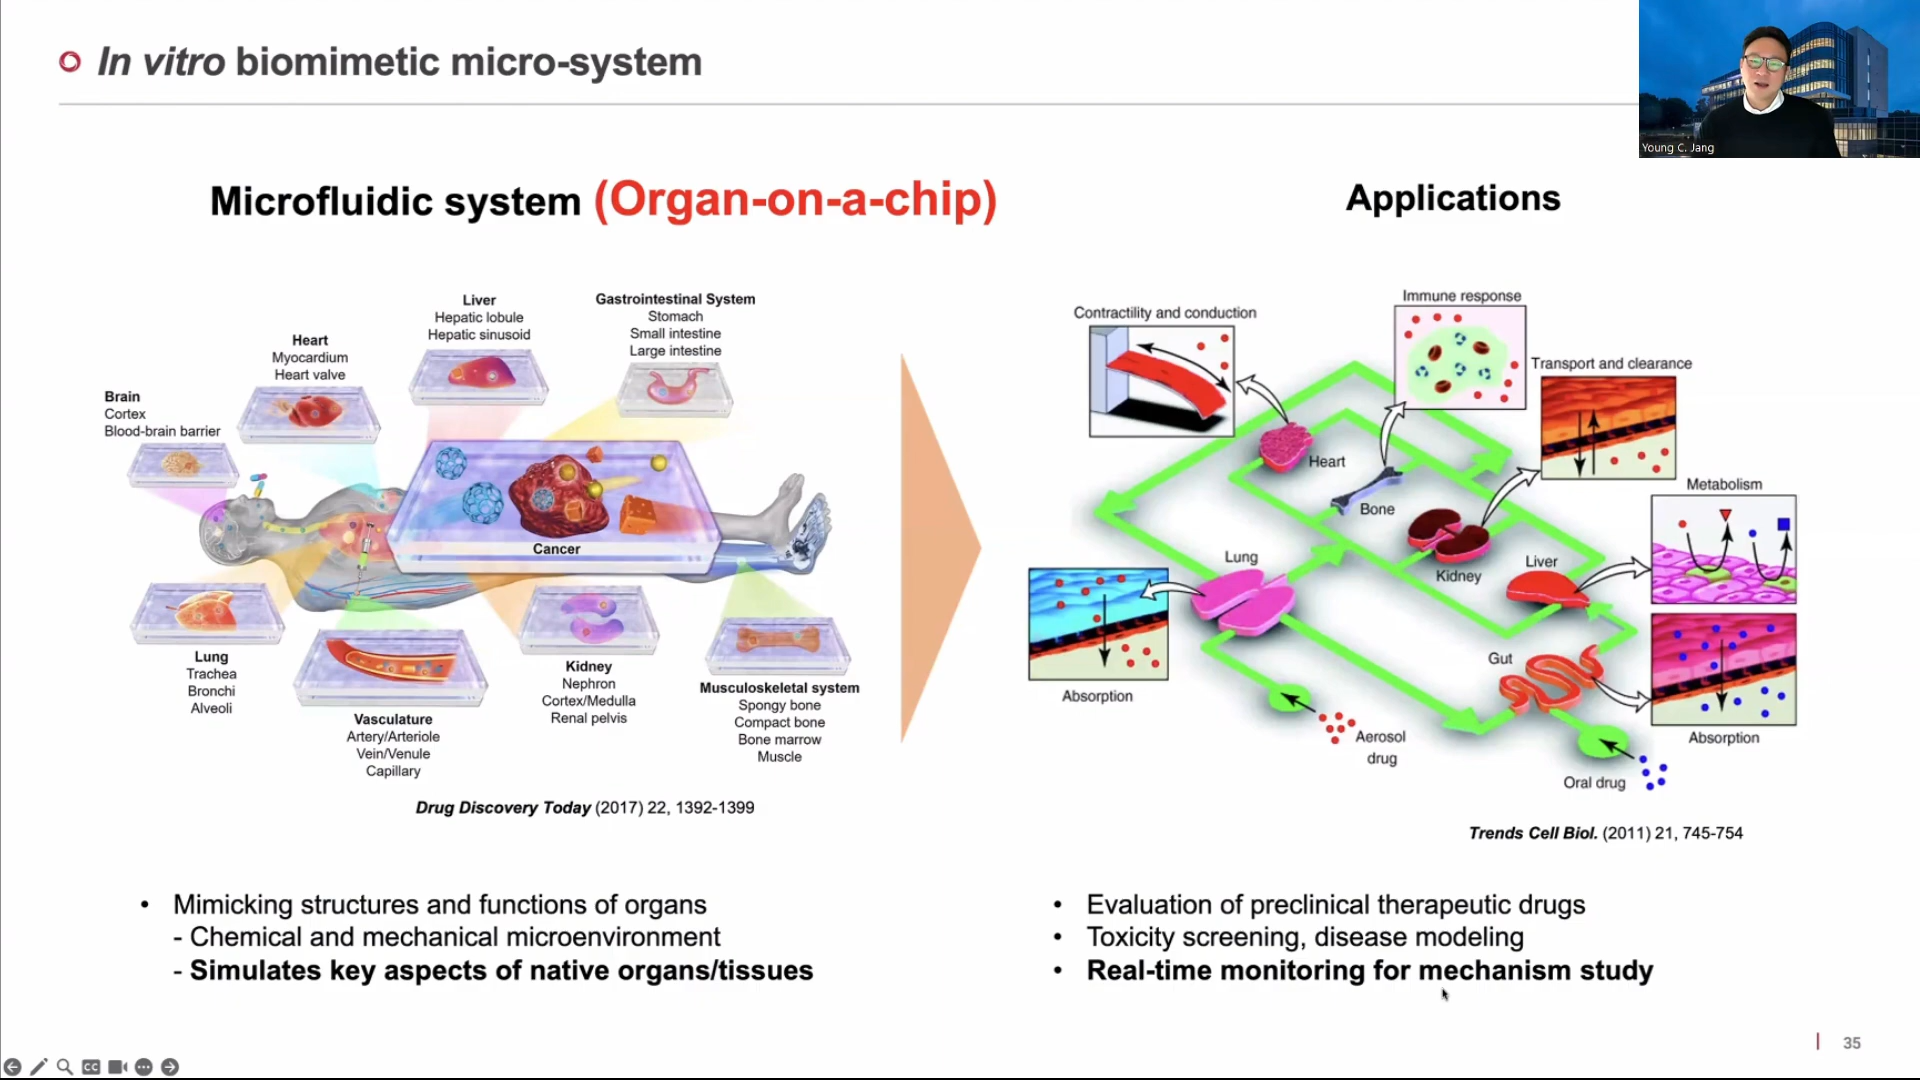 In vitro biomimetic micro-system
Young C. Jang
Microfluidic system (Organ-on-a-chip)
Liver
Hepatic lobule
Hepatic sinusoid
Gastrointestinal System
Stomach
Small intestine
Large intestine
Heart
Myocardium
Heart valve
Brain
Cortex
Blood-brain barrier
Cancer
Lung
Trachea
Bronchi
Alveoli
Vasculature
Artery/Arteriole
Vein/Venule
Capillary
Kidney
Nephron
Cortex/Medulla
Renal pelvis
Musculoskeletal system
Spongy bone
Compact bone
Bone marrow
Muscle
Drug Discovery Today (2017) 22, 1392-1399
• Mimicking structures and functions of organs
- Chemical and mechanical microenvironment
- Simulates key aspects of native organs/tissues
Applications
Immune response
Contractility and conduction
Transport and clearance
Heart
Bone
Metabolism
Kidney
Lung
Liver
Gut
Absorption
Aerosol
drug
Absorption
Oral drug
Trends Cell Biol. (2011) 21, 745-754
• Evaluation of preclinical therapeutic drugs
• Toxicity screening, disease modeling
• Real-time monitoring for mechanism study
35
CC